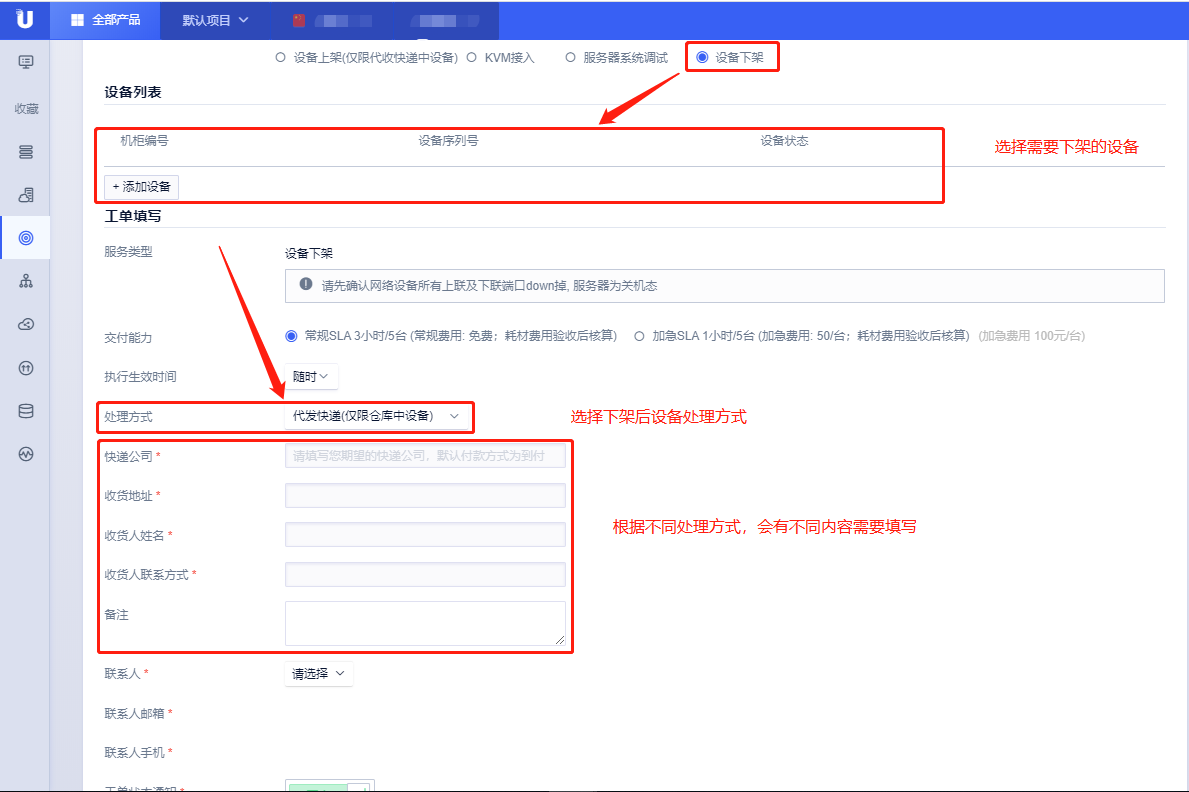 U 全部产品 默认项目
设备上架(仅限代收快递中设备) KVM接入 服务器系统调试 设备下架
收藏
设备列表
机柜编号 设备序列号 设备状态
选择需要下架的设备
+ 添加设备
工单填写
服务类型 设备下架
请先确认网络设备所有上联及下联端口down掉, 服务器为关机态
交付能力 常规SLA 3小时/5台 (常规费用: 免费；耗材费用验收后核算) 加急SLA 1小时/5台 (加急费用: 50/台；耗材费用验收后核算) (加急费用 100元/台)
执行生效时间 随时
处理方式 代发快递(仅限仓库中设备) 选择下架后设备处理方式
快递公司 * 请填写您期望的快递公司，默认付款方式为到付
收货地址 *
收货人姓名 * 根据不同处理方式，会有不同内容需要填写
收货人联系方式 *
备注
联系人 * 请选择
联系人邮箱 *
联系人手机 *
工单状态通知 *